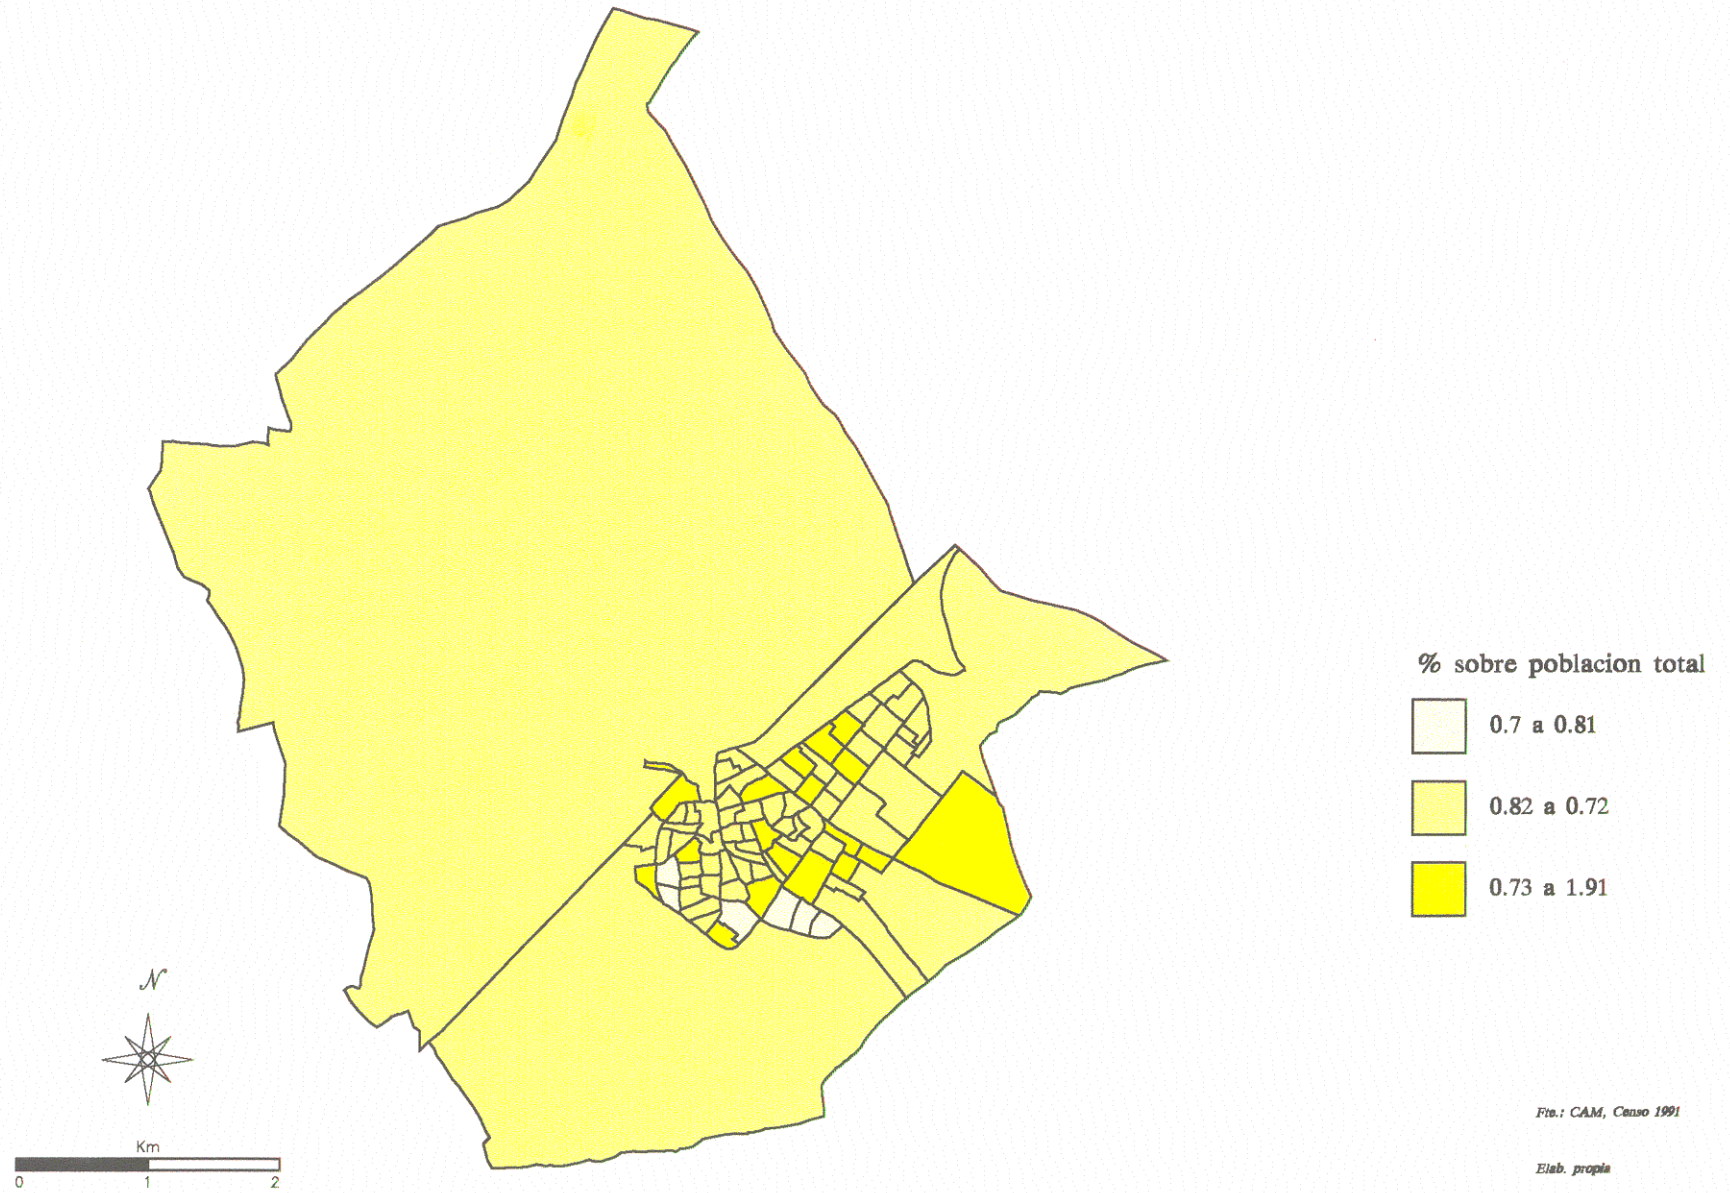 % sobre poblacion total
0.7 a 0.81
0.82 a 0.72
0.73 a 1.91
N
Km
0 1 2
Fte.: CAM, Censo 1991
Elab. propia